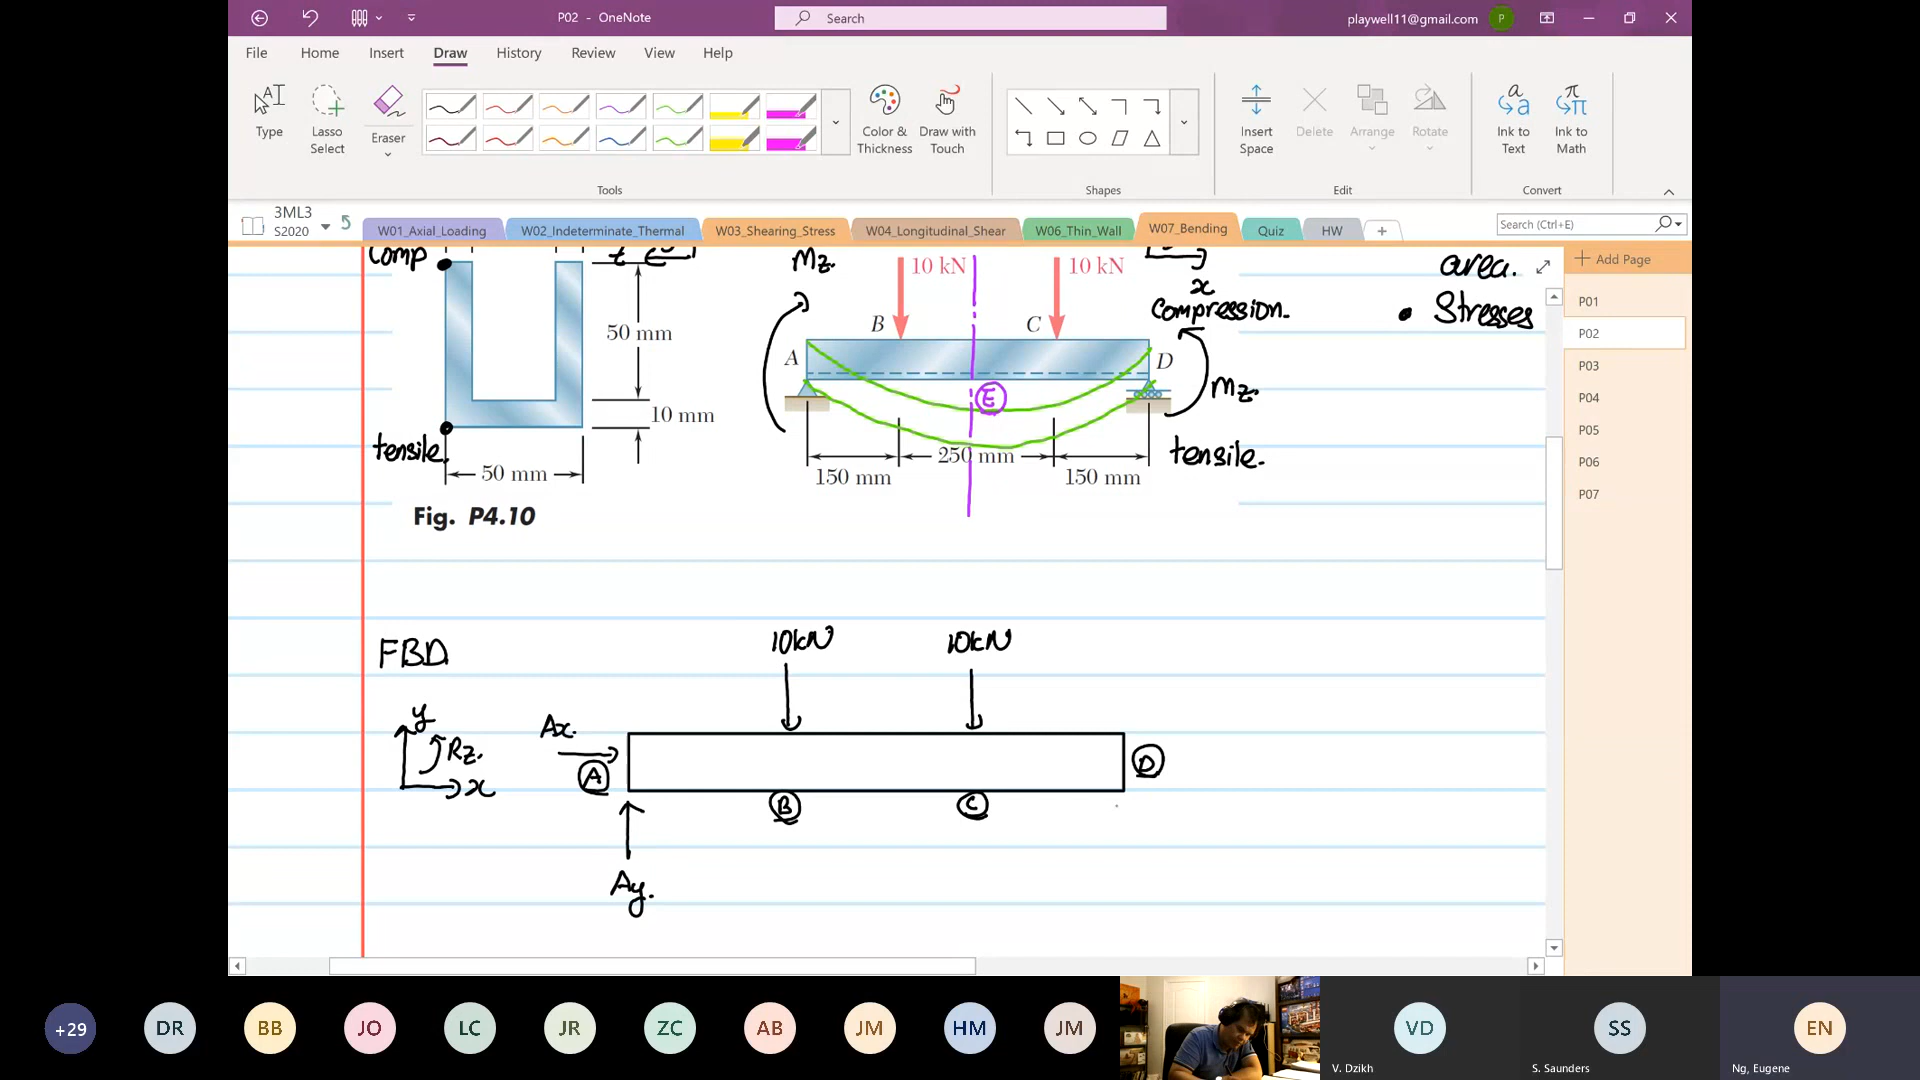 P02 - OneNote
Search
playwell11@gmail.com
P
File
Home
Insert
Draw
History
Review
View
Help
Type
Lasso Select
Eraser
Color & Thickness
Draw with Touch
Insert Space
Delete
Arrange
Rotate
Ink to Text
Ink to Math
Tools
Shapes
Edit
Convert
3ML3 S2020
W01_Axial_Loading
W02_Indeterminate_Thermal
W03_Shearing_Stress
W04_Longitudinal_Shear
W06_Thin_Wall
W07_Bending
Quiz
HW
Search (Ctrl+E)
Add Page
P01
P02
P03
P04
P05
P06
P07
Comp
t
Mz.
10 kN
10 kN
x
area.
Compression.
• Stresses
50 mm
B
C
A
D
E
Mz.
10 mm
tensile.
50 mm
250 mm
tensile.
150 mm
150 mm
Fig. P4.10
FBD
10kN
10kN
y
Rz.
x
Ax.
A
D
B
C
Ay.
+29
DR
BB
JO
LC
JR
ZC
AB
JM
HM
JM
VD
V. Dzikh
SS
S. Saunders
EN
Ng, Eugene